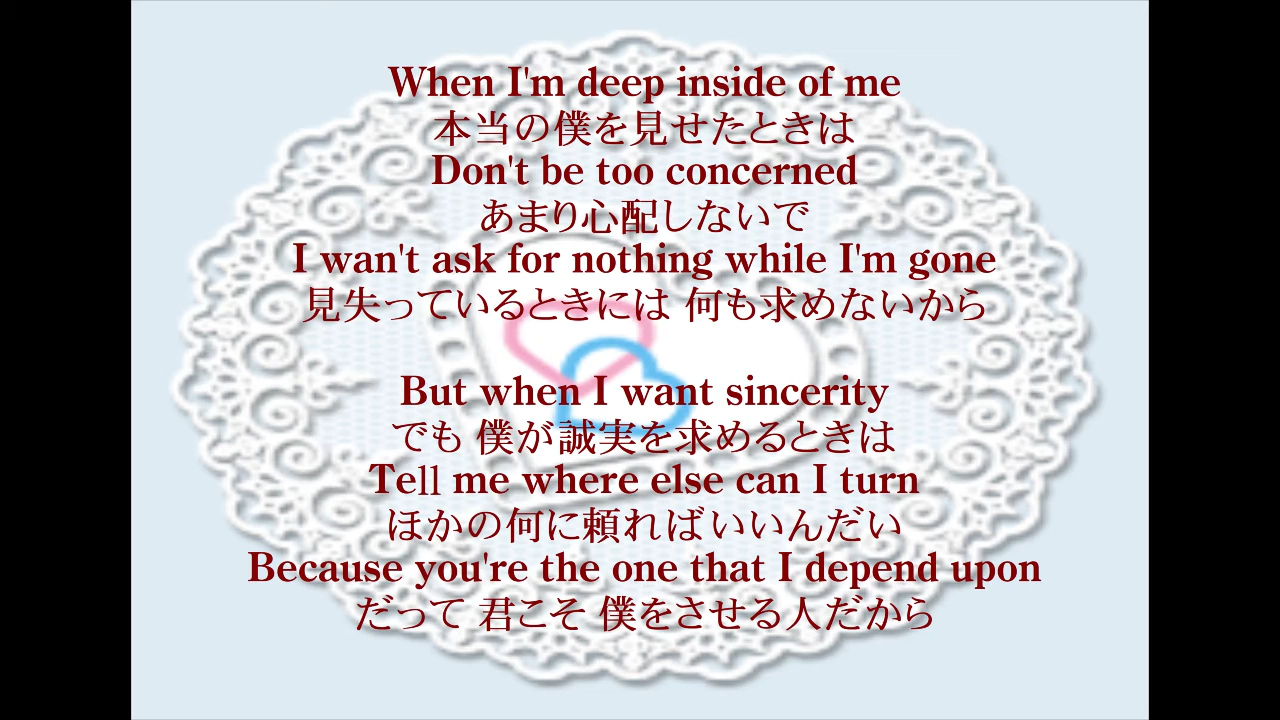 When I'm deep inside of me
本当の僕を見せたときは
Don't be too concerned
あまり心配しないで
I wan't ask for nothing while I'm gone
見失っているときには 何も求めないから
But when I want sincerity
でも 僕が誠実を求めるときは
Tell me where else can I turn
ほかの何に頼ればいいんだい
Because you're the one that I depend upon
だって 君こそ 僕をさせる人だから